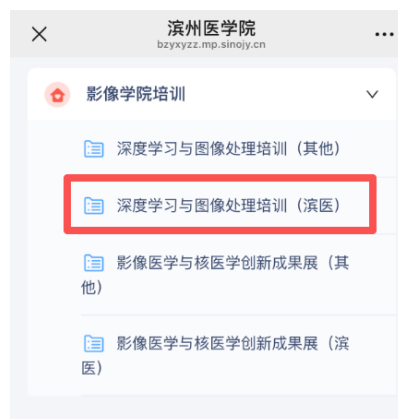 滨州医学院
bzyxyzz.mp.sinojy.cn
影像学院培训
深度学习与图像处理培训（其他）
深度学习与图像处理培训（滨医）
影像医学与核医学创新成果展（其
他）
影像医学与核医学创新成果展（滨
医）